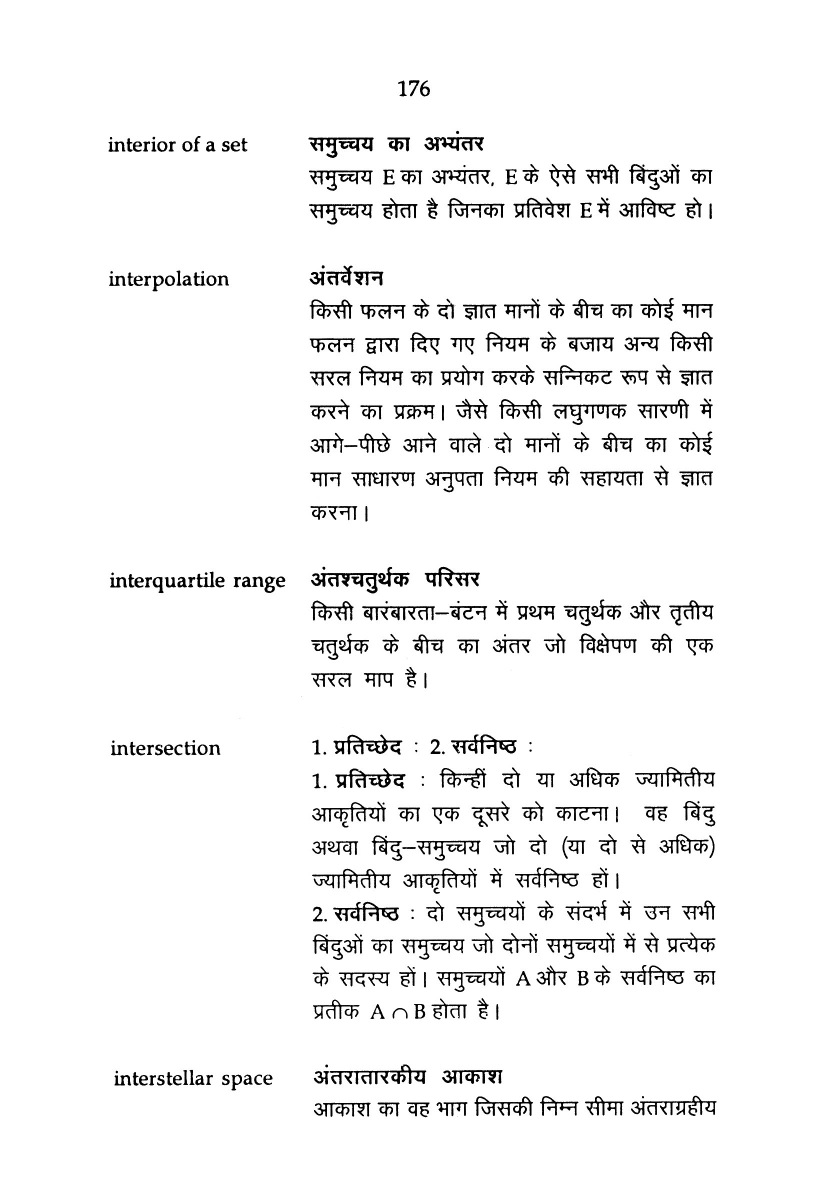 176
interior of a set समुच्चय का अभ्यंतर
समुच्चय E का अभ्यंतर, E के ऐसे सभी बिंदुओं का
समुच्चय होता है जिनका प्रतिवेश E में आविष्ट हो।
interpolation अंतर्वेशन
किसी फलन के दो ज्ञात मानों के बीच का कोई मान
फलन द्वारा दिए गए नियम के बजाय अन्य किसी
सरल नियम का प्रयोग करके सन्निकट रूप से ज्ञात
करने का प्रक्रम। जैसे किसी लघुगणक सारणी में
आगे–पीछे आने वाले दो मानों के बीच का कोई
मान साधारण अनुपता नियम की सहायता से ज्ञात
करना।
interquartile range अंतश्चतुर्थक परिसर
किसी बारंबारता–बंटन में प्रथम चतुर्थक और तृतीय
चतुर्थक के बीच का अंतर जो विक्षेपण की एक
सरल माप है।
intersection 1. प्रतिच्छेद : 2. सर्वनिष्ठ :
1. प्रतिच्छेद : किन्हीं दो या अधिक ज्यामितीय
आकृतियों का एक दूसरे को काटना। वह बिंदु
अथवा बिंदु–समुच्चय जो दो (या दो से अधिक)
ज्यामितीय आकृतियों में सर्वनिष्ठ हों।
2. सर्वनिष्ठ : दो समुच्चयों के संदर्भ में उन सभी
बिंदुओं का समुच्चय जो दोनों समुच्चयों में से प्रत्येक
के सदस्य हों। समुच्चयों A और B के सर्वनिष्ठ का
प्रतीक A ∩ B होता है।
interstellar space अंतरातारकीय आकाश
आकाश का वह भाग जिसकी निम्न सीमा अंतराग्रहीय